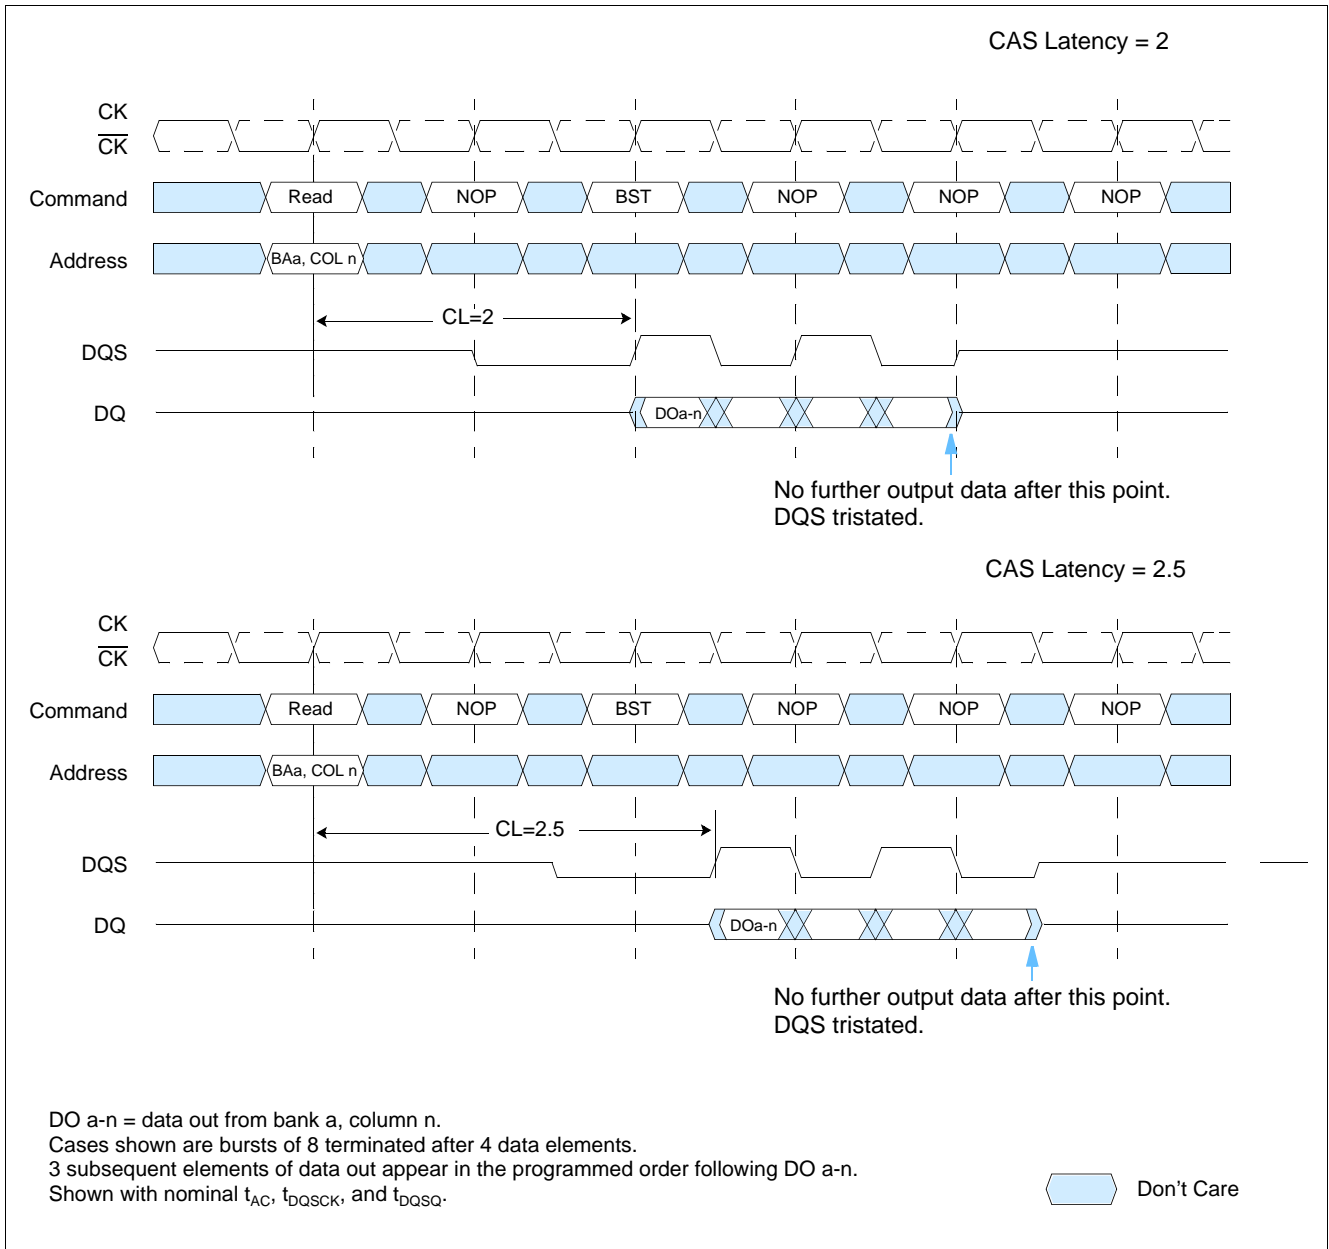 CAS Latency = 2
CK
CK
Command Read NOP BST NOP NOP NOP
Address BAa, COL n
CL=2
DQS
DQ DOa-n
No further output data after this point.
DQS tristated.
CAS Latency = 2.5
CK
CK
Command Read NOP BST NOP NOP NOP
Address BAa, COL n
CL=2.5
DQS
DQ DOa-n
No further output data after this point.
DQS tristated.
DO a-n = data out from bank a, column n.
Cases shown are bursts of 8 terminated after 4 data elements.
3 subsequent elements of data out appear in the programmed order following DO a-n.
Shown with nominal tAC, tDQSCK, and tDQSQ.
Don't Care